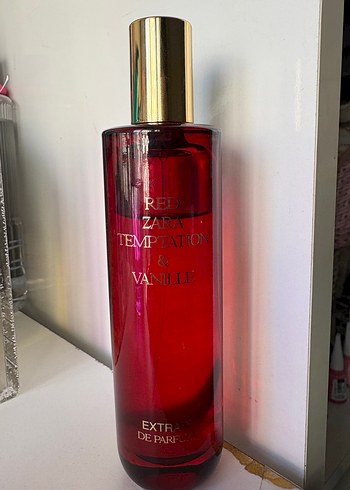 RED
ZARA
TEMPTATION
&
VANILLE
EXTRAIT
DE PARFUM